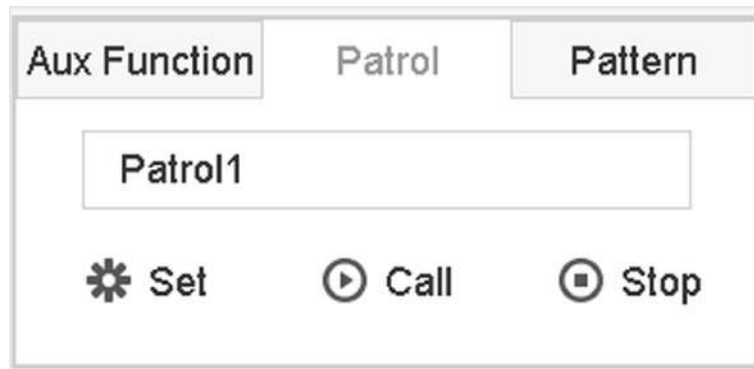 Aux Function Patrol Pattern
Patrol1
Set Call Stop